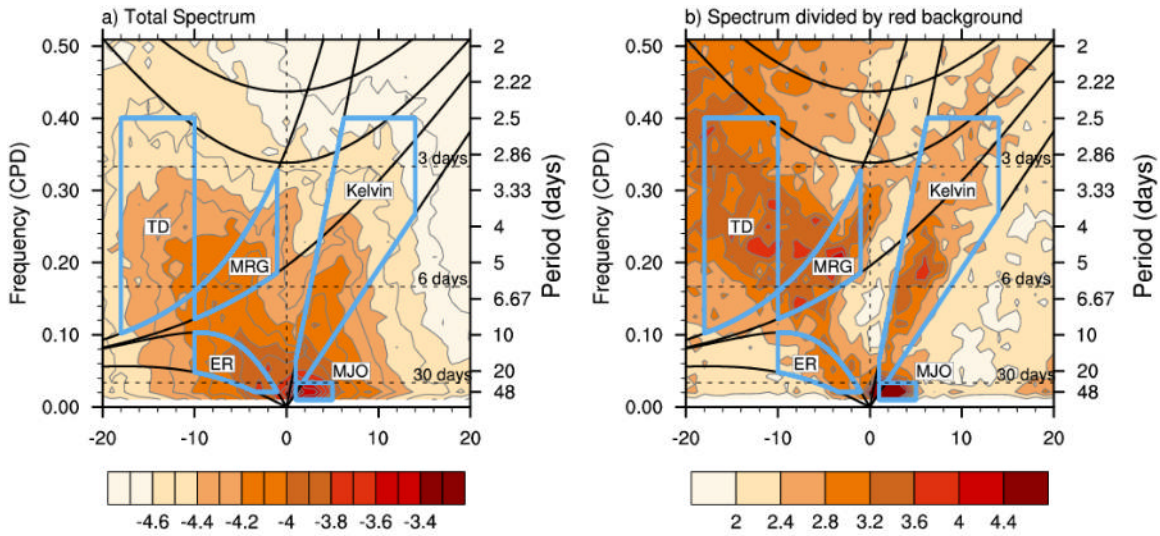 a) Total Spectrum
0.50
0.40
0.30
0.20
0.10
0.00
Frequency (CPD)
-20
-10
0
10
20
2
2.22
2.5
2.86
3.33
4
5
6.67
10
20
48
Period (days)
3 days
6 days
30 days
TD
MRG
Kelvin
ER
MJO
-4.6
-4.4
-4.2
-4
-3.8
-3.6
-3.4
b) Spectrum divided by red background
0.50
0.40
0.30
0.20
0.10
0.00
Frequency (CPD)
-20
-10
0
10
20
2
2.22
2.5
2.86
3.33
4
5
6.67
10
20
48
Period (days)
3 days
6 days
30 days
TD
MRG
Kelvin
ER
MJO
2
2.4
2.8
3.2
3.6
4
4.4